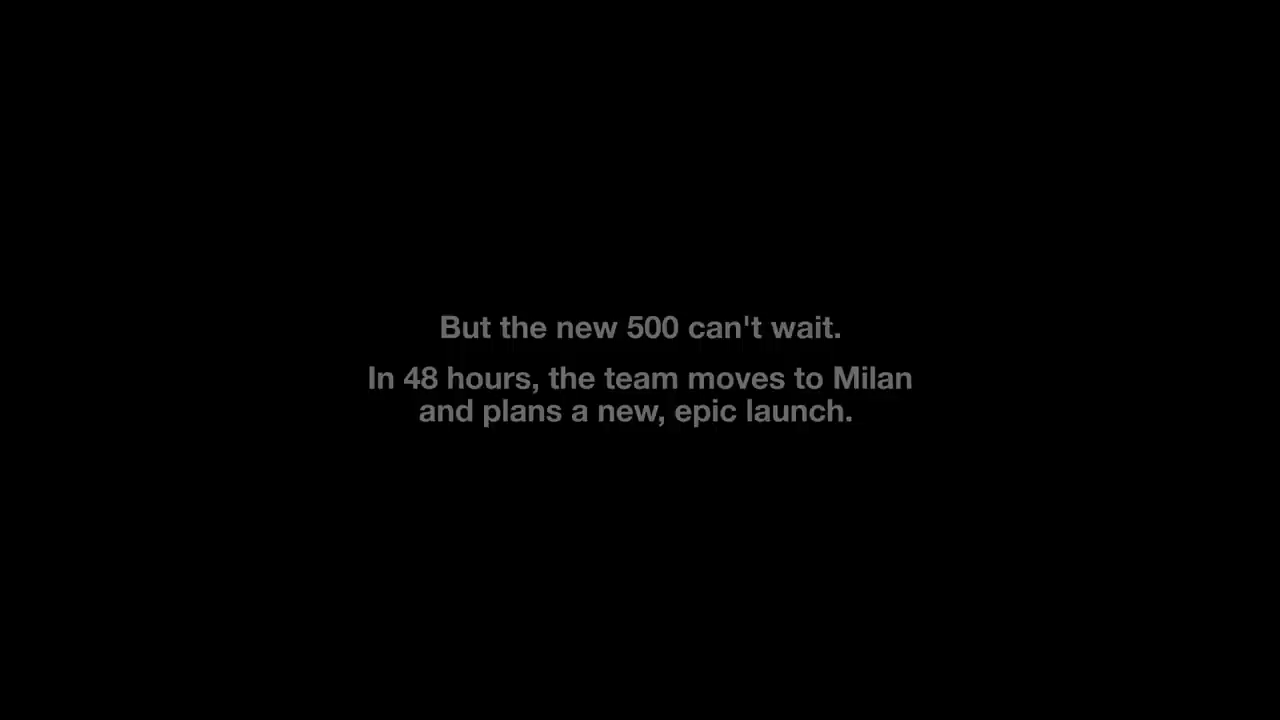 But the new 500 can't wait.
In 48 hours, the team moves to Milan
and plans a new, epic launch.